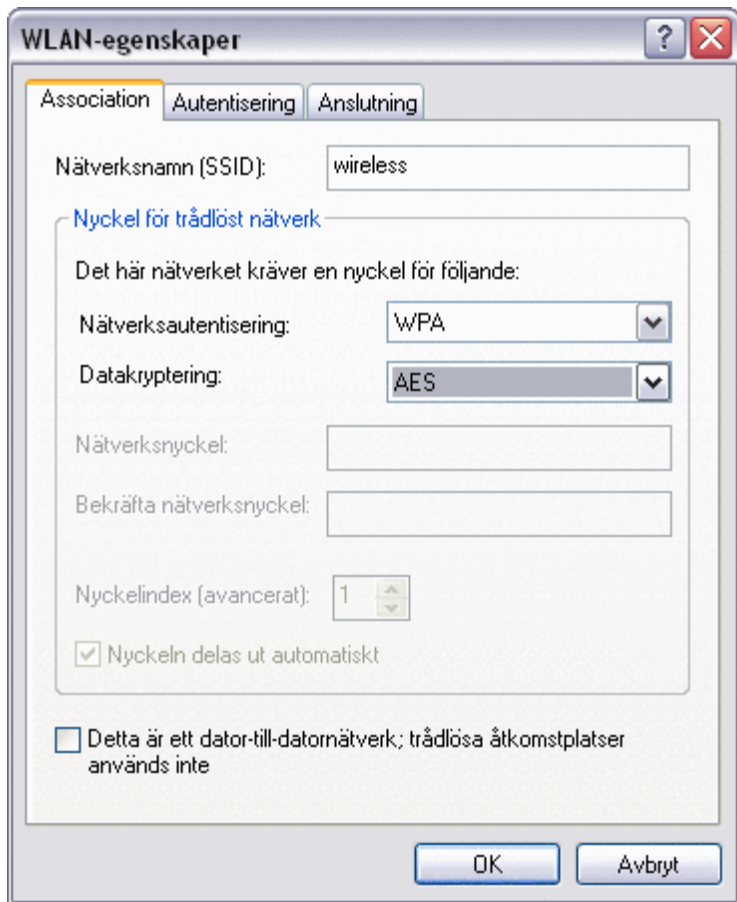 WLAN-egenskaper
Association
Autentisering
Anslutning
Nätverksnamn (SSID):
wireless
Nyckel för trådlöst nätverk
Det här nätverket kräver en nyckel för följande:
Nätverksautentisering:
WPA
Datakryptering:
AES
Nätverksnyckel:
Bekräfta nätverksnyckel:
Nyckelindex (avancerat):
1
Nyckeln delas ut automatiskt
Detta är ett dator-till-datornätverk; trådlösa åtkomstplatser
används inte
OK
Avbryt